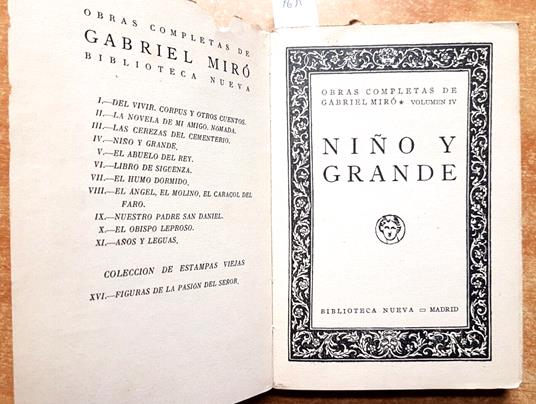 OBRAS COMPLETAS DE
GABRIEL MIRÓ
BIBLIOTECA NUEVA
I.—DEL VIVIR. CORPUS Y OTROS CUENTOS.
II.—LA NOVELA DE MI AMIGO. NOMADA.
III.—LAS CEREZAS DEL CEMENTERIO.
IV.—NIÑO Y GRANDE.
V.—EL ABUELO DEL REY.
VI.—LIBRO DE SIGUENZA.
VII.—EL HUMO DORMIDO.
VIII.—EL ANGEL, EL MOLINO, EL CARACOL DEL
FARO.
IX.—NUESTRO PADRE SAN DANIEL.
X.—EL OBISPO LEPROSO.
XI.—AÑOS Y LEGUAS.
COLECCION DE ESTAMPAS VIEJAS
XVI.—FIGURAS DE LA PASION DEL SEÑOR.
OBRAS COMPLETAS DE
GABRIEL MIRÓ * VOLUMEN IV
NIÑO Y
GRANDE
BIBLIOTECA NUEVA MADRID